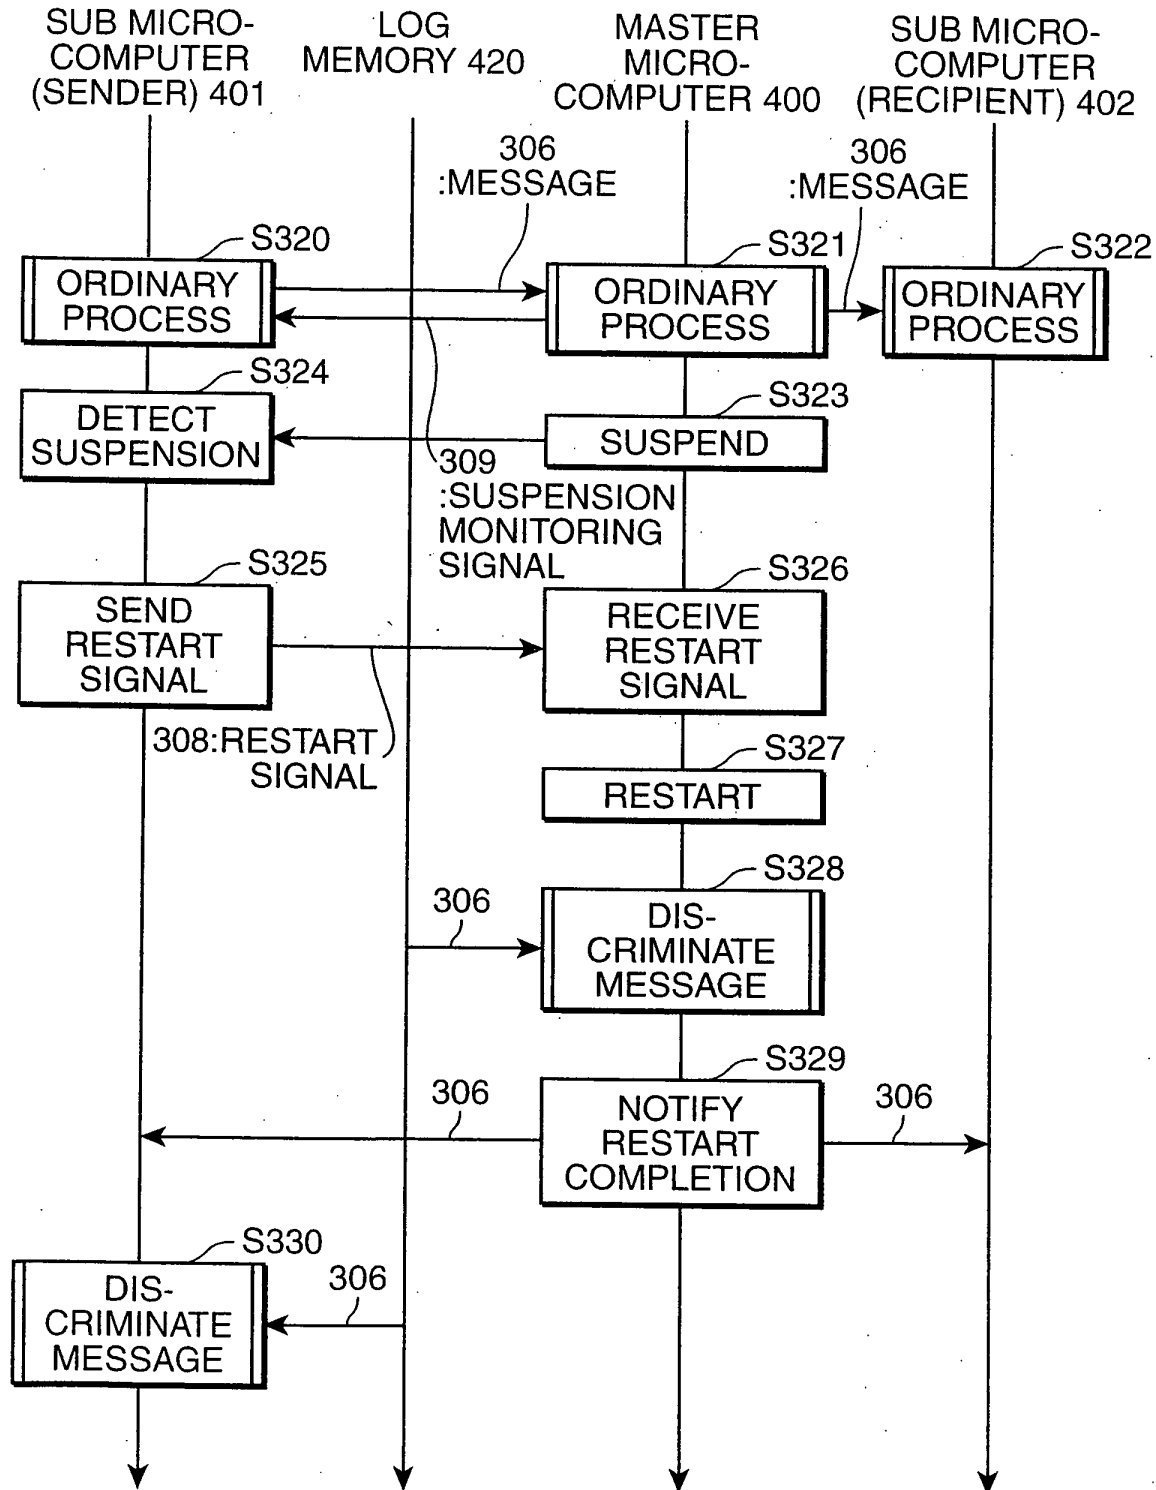 SUB MICRO-
COMPUTER
(SENDER) 401
LOG
MEMORY 420
MASTER
MICRO-
COMPUTER 400
SUB MICRO-
COMPUTER
(RECIPIENT) 402
306
:MESSAGE
306
:MESSAGE
S320
ORDINARY
PROCESS
S321
ORDINARY
PROCESS
S322
ORDINARY
PROCESS
S324
DETECT
SUSPENSION
S323
SUSPEND
309
:SUSPENSION
MONITORING
SIGNAL
S325
SEND
RESTART
SIGNAL
S326
RECEIVE
RESTART
SIGNAL
308:RESTART
SIGNAL
S327
RESTART
S328
306
DIS-
CRIMINATE
MESSAGE
S329
306
NOTIFY
RESTART
COMPLETION
306
S330
DIS-
CRIMINATE
MESSAGE
306